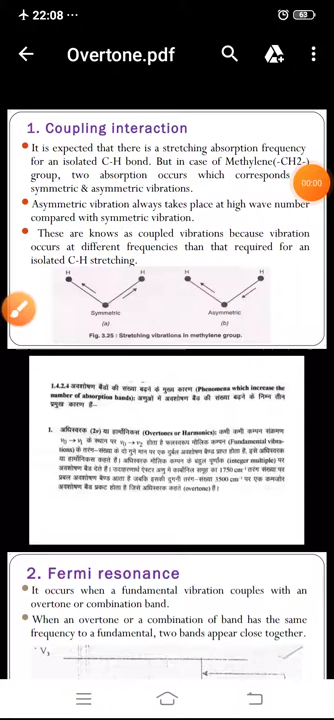 22:08
63
Overtone.pdf
1. Coupling interaction
It is expected that there is a stretching absorption frequency
for an isolated C-H bond. But in case of Methylene(-CH2-)
group, two absorption occurs which corresponds
symmetric & asymmetric vibrations.
00:00
Asymmetric vibration always takes place at high wave number
compared with symmetric vibration.
These are knows as coupled vibrations because vibration
occurs at different frequencies than that required for an
isolated C-H stretching.
H H H H
Symmetric Asymmetric
(a) (b)
Fig. 3.25 : Stretching vibrations in methylene group.
1.4.2.4 अवशोषण बैंडों की संख्या बढ़ने के मुख्य कारण (Phenomena which increase the
number of absorption bands): अणुओं में अवशोषण बैंड की संख्या बढ़ने के निम्न तीन
प्रमुख कारण हैं–
1. अधिस्वरक (2ν) या हार्मोनिक्स (Overtones or Harmonics): कभी कभी कम्पन संक्रमण
ν₀→ν₁ के स्थान पर ν₀→ν₂ होता है फलस्वरूप मौलिक कम्पन (Fundamental vibra-
tions) के तरंग-संख्या के दो गुने मान पर एक दुर्बल अवशोषण बैण्ड प्राप्त होता है, इसे अधिस्वरक
या हार्मोनिक्स कहते हैं। अधिस्वरक मौलिक कम्पन के बहुल पूर्णांक (integer multiple) पर
अवशोषण बैंड देते हैं। उदाहरणार्थ एस्टर अणु में कार्बोनिल समूह का 1750 cm⁻¹ तरंग संख्या पर
प्रबल अवशोषण बैण्ड आता है जबकि इसकी दुगनी तरंग-संख्या 3500 cm⁻¹ पर एक कमजोर
अवशोषण बैंड प्रकट होता है जिसे अधिस्वरक कहते (overtone) हैं।
2. Fermi resonance
It occurs when a fundamental vibration couples with an
overtone or combination band.
When an overtone or a combination of band has the same
frequency to a fundamental, two bands appear close together.